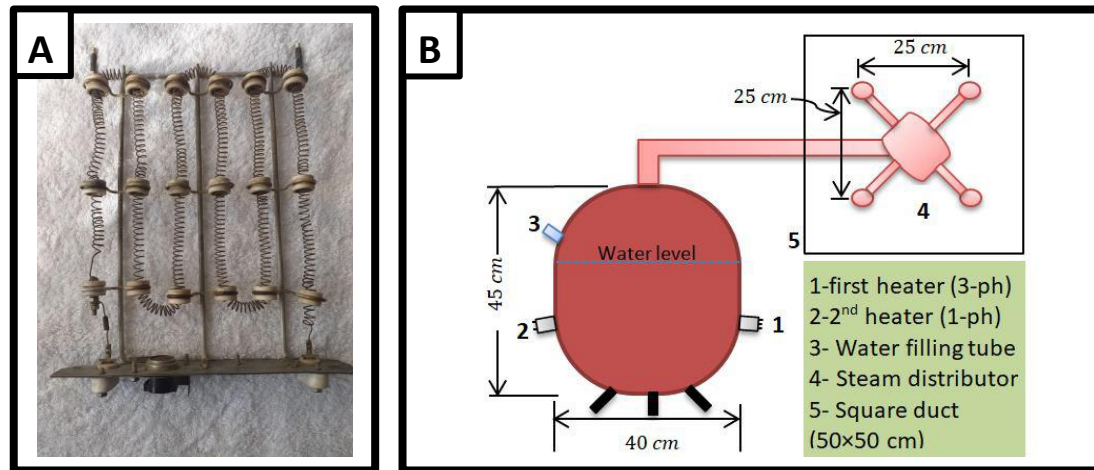 A
B
25 cm
25 cm
3
Water level
45 cm
2
1
40 cm
4
5
1-first heater (3-ph)
2-2nd heater (1-ph)
3- Water filling tube
4- Steam distributor
5- Square duct
(50×50 cm)